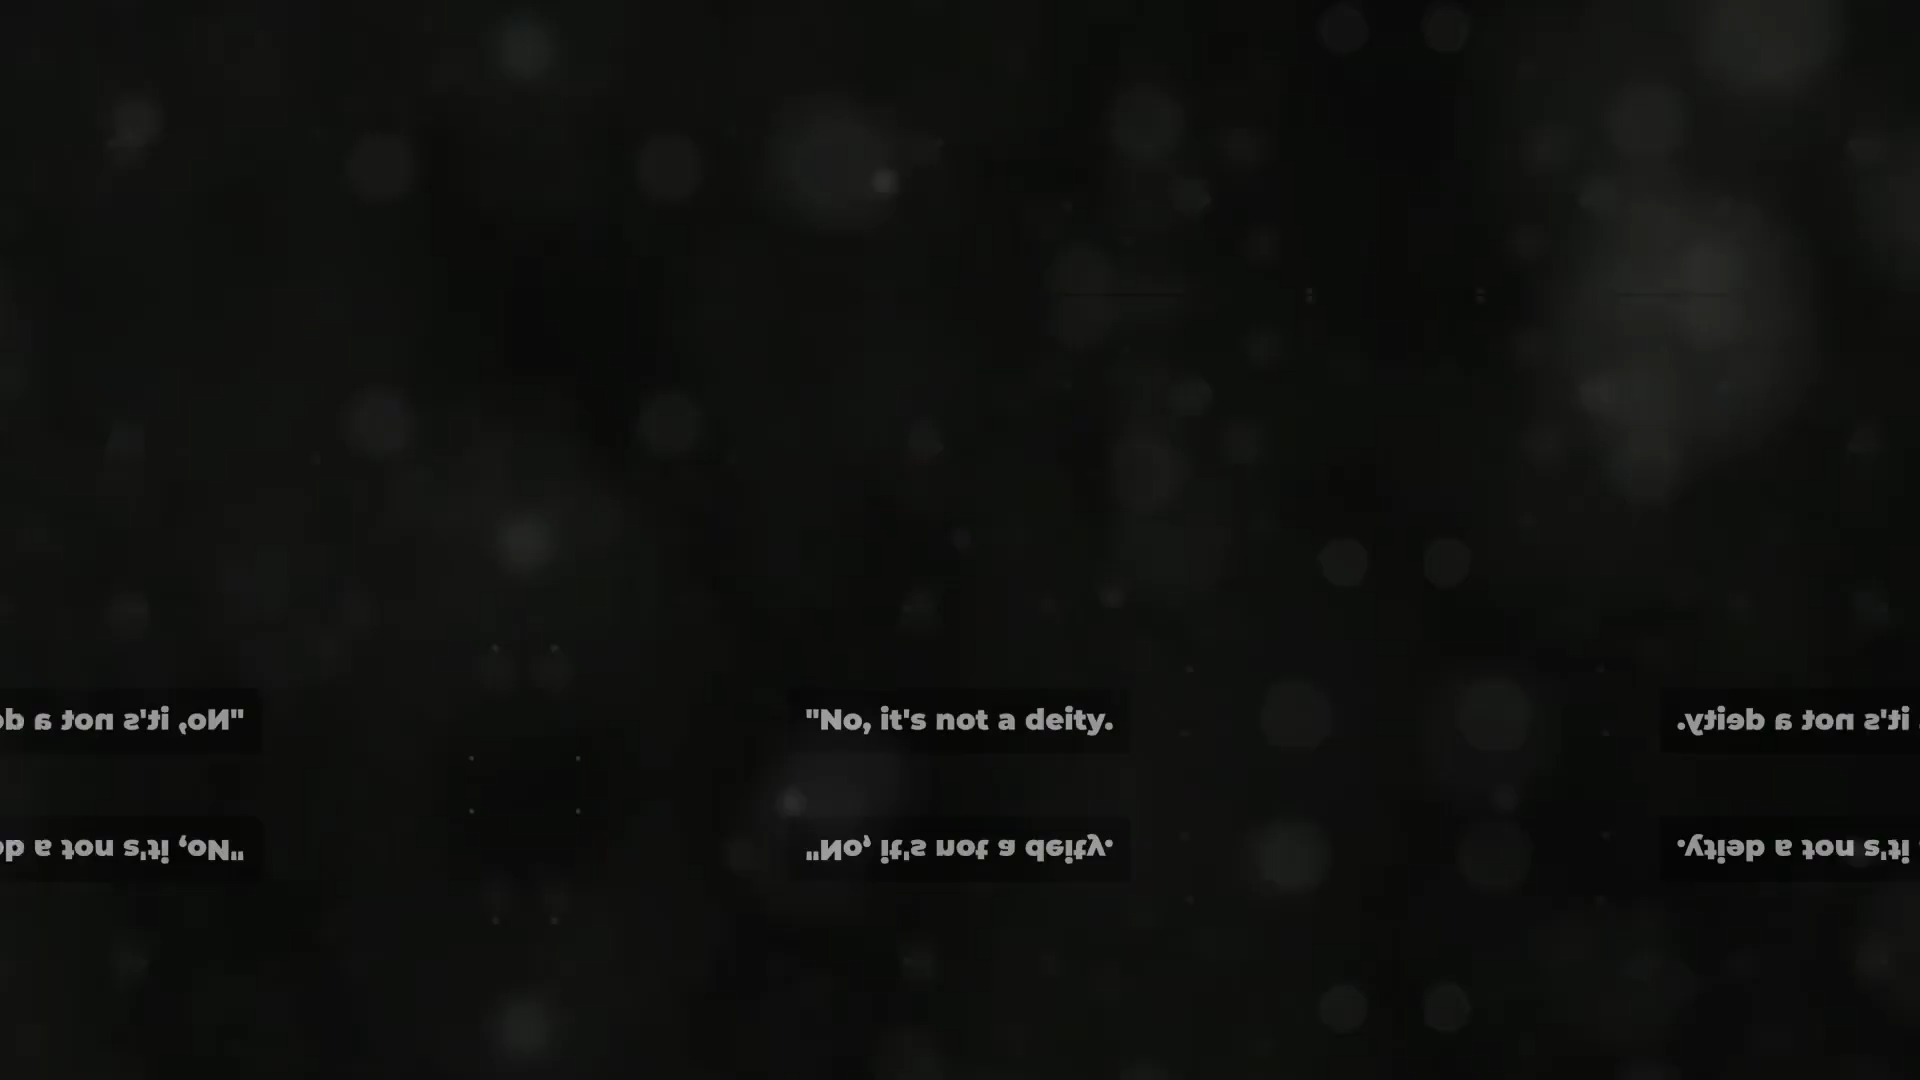 "No, it's not a deity.